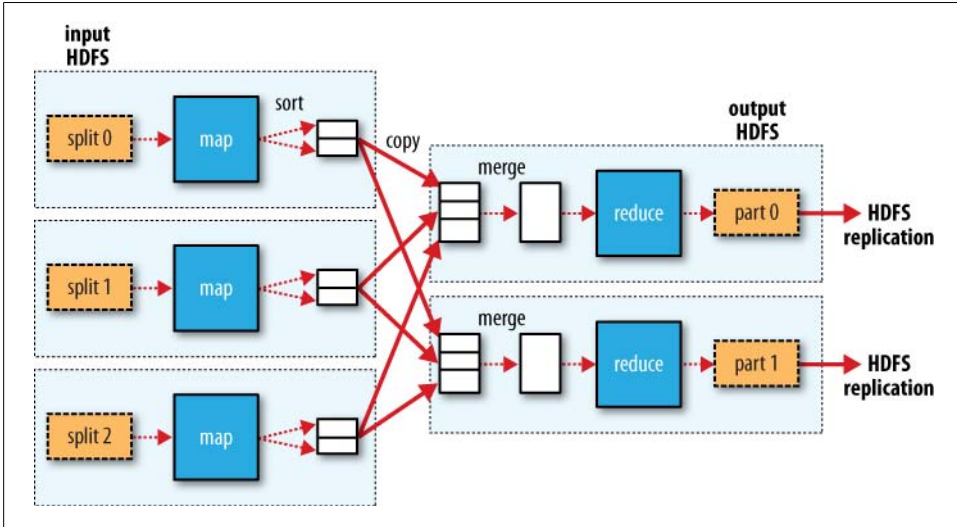 input
HDFS
split 0
map
sort
copy
split 1
map
split 2
map
merge
reduce
output
HDFS
part 0
HDFS
replication
merge
reduce
part 1
HDFS
replication